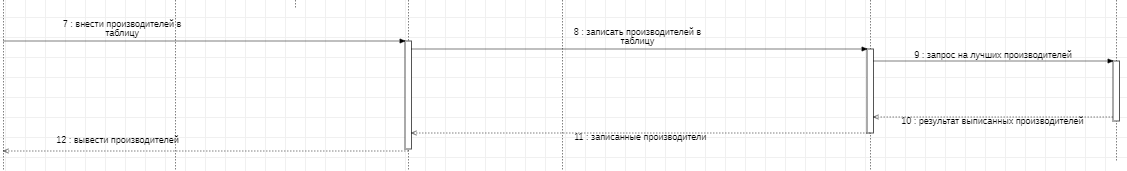 7 : внести производителей в
таблицу
8 : записать производителей в
таблицу
9 : запрос на лучших производителей
10 : результат выписанных производителей
11 : записанные производители
12 : вывести производителей